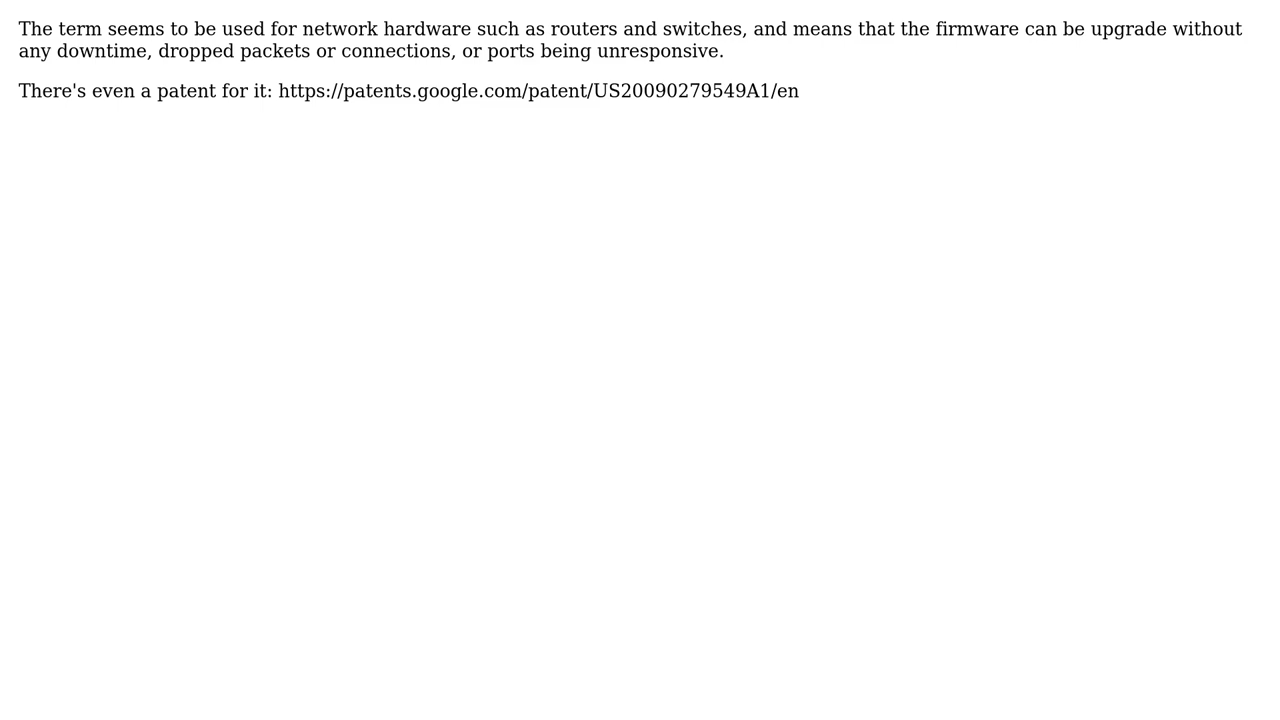 The term seems to be used for network hardware such as routers and switches, and means that the firmware can be upgrade without
any downtime, dropped packets or connections, or ports being unresponsive.
There's even a patent for it: https://patents.google.com/patent/US20090279549A1/en